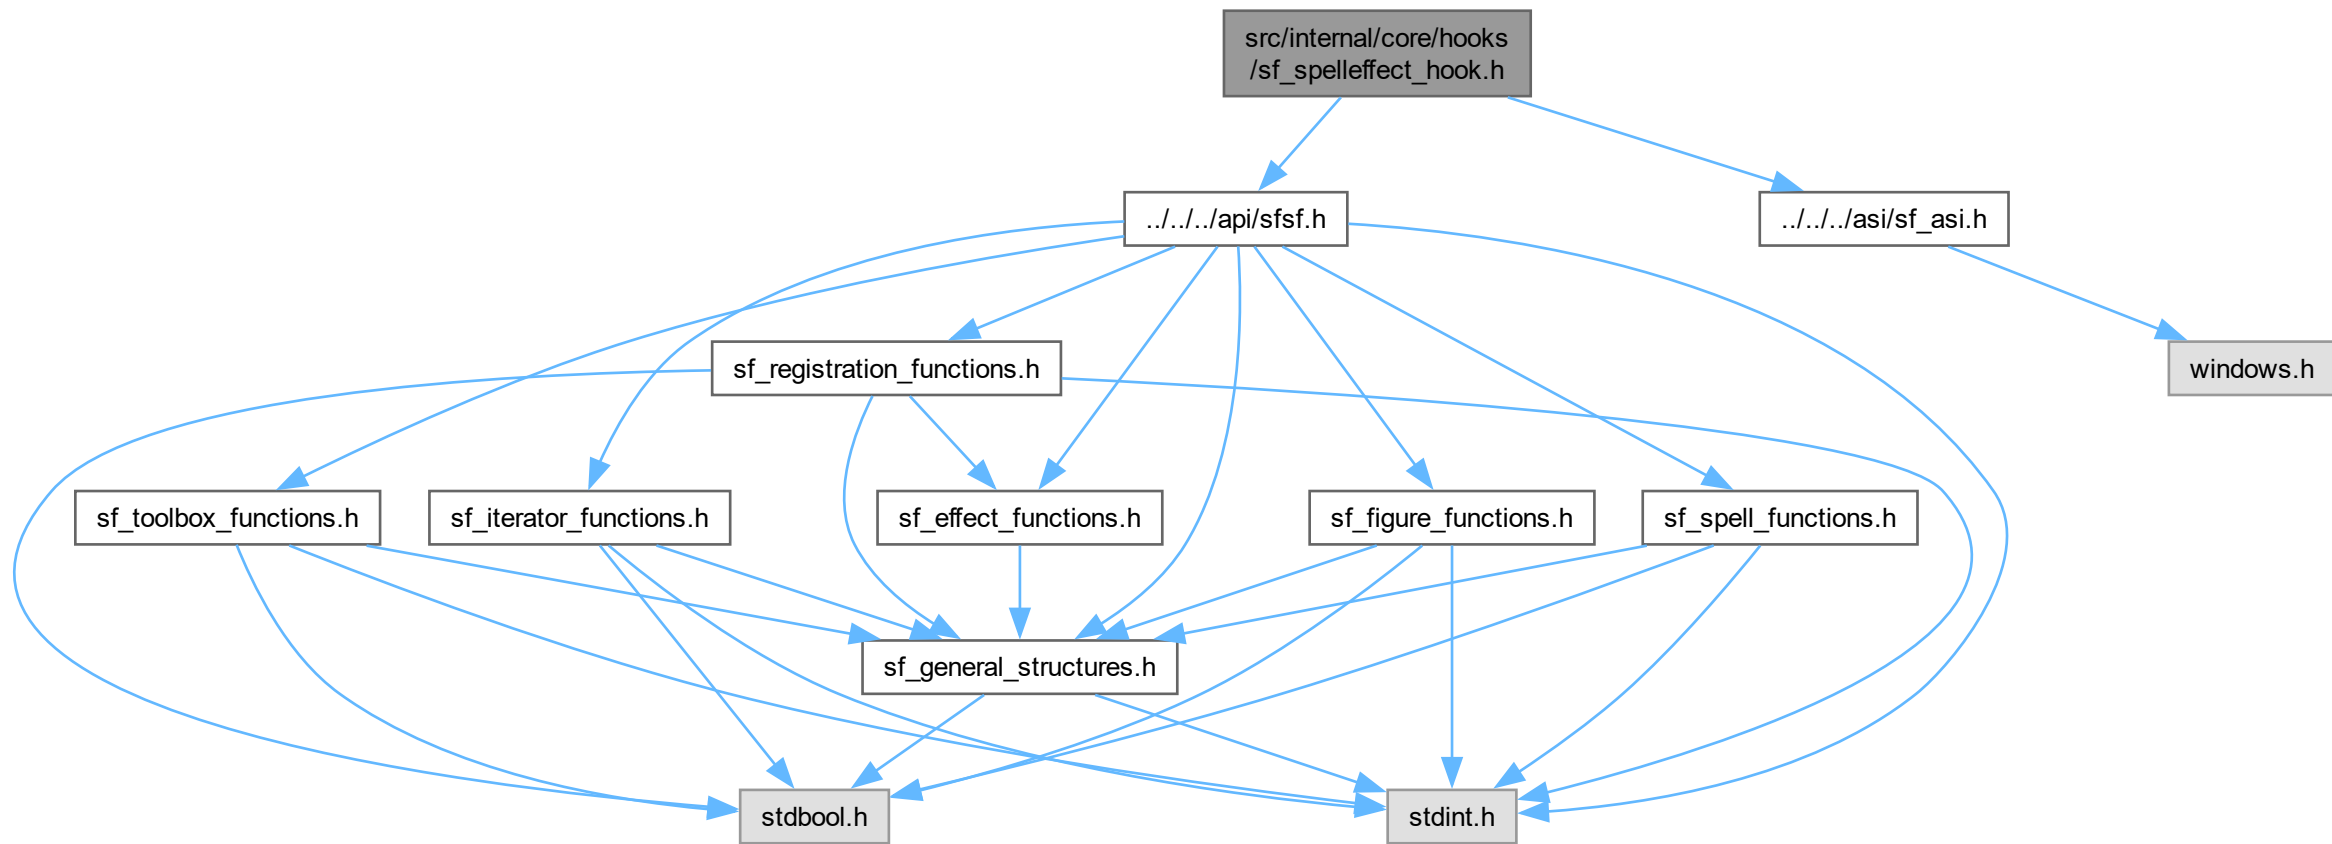 src/internal/core/hooks
/sf_spelleffect_hook.h
../../../api/sfsf.h
../../../asi/sf_asi.h
sf_registration_functions.h
windows.h
sf_toolbox_functions.h
sf_iterator_functions.h
sf_effect_functions.h
sf_figure_functions.h
sf_spell_functions.h
sf_general_structures.h
stdbool.h
stdint.h